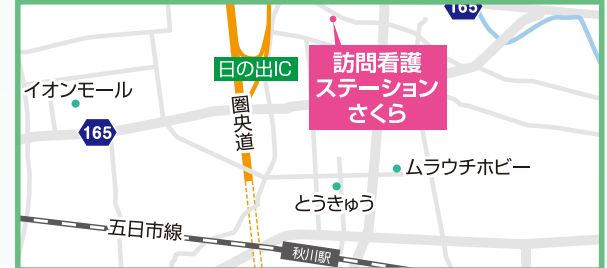 165
訪問看護
ステーション
さくら
日の出IC
イオンモール
165
圏央道
ムラウチホビー
とうきゅう
五日市線
秋川駅